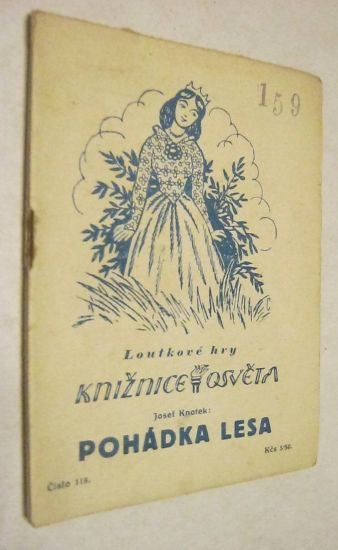 159
Loutkové hry
KNIŽNICE OSVĚTA
Josef Knotek:
POHÁDKA LESA
Číslo 118.
Kčs 5·50.